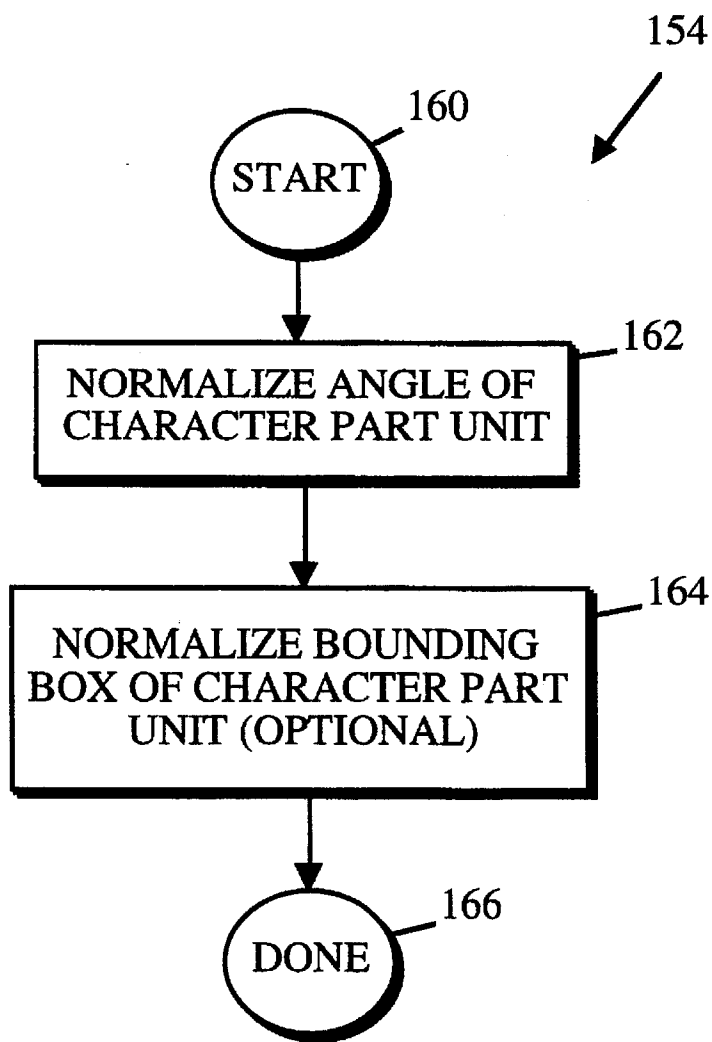 154
160
START
162
NORMALIZE ANGLE OF
CHARACTER PART UNIT
164
NORMALIZE BOUNDING
BOX OF CHARACTER PART
UNIT (OPTIONAL)
166
DONE